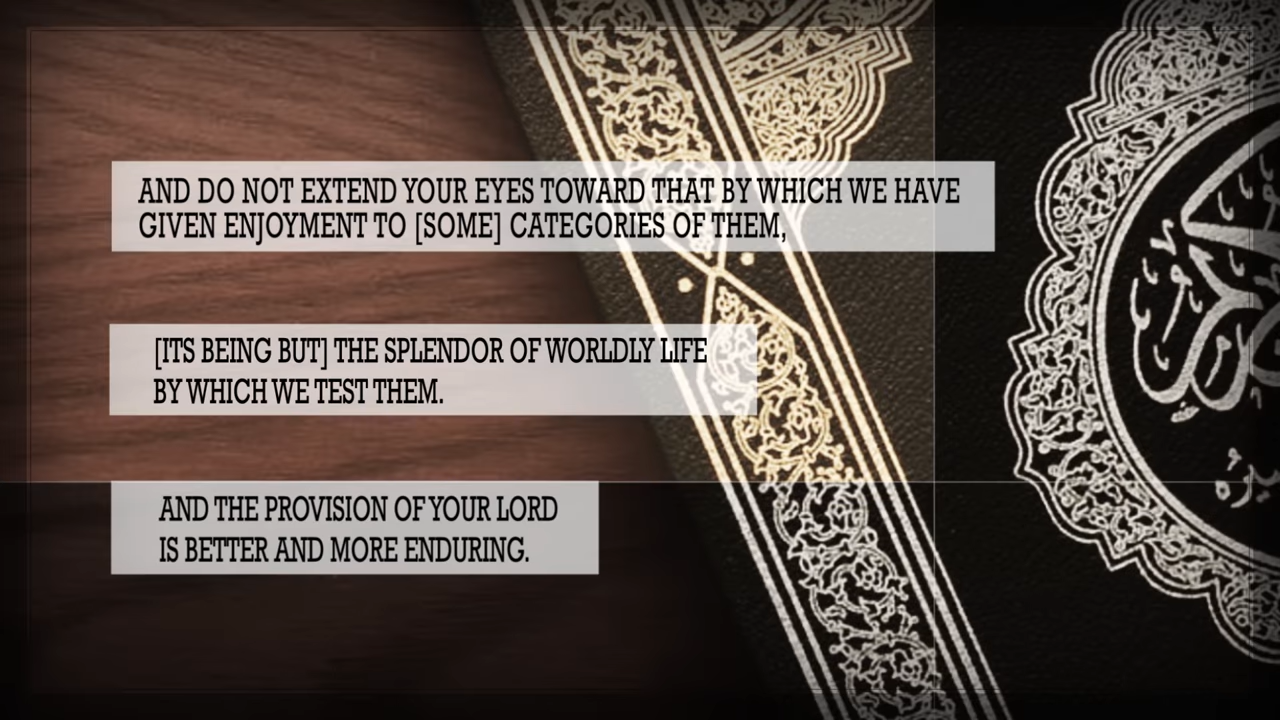 AND DO NOT EXTEND YOUR EYES TOWARD THAT BY WHICH WE HAVE
GIVEN ENJOYMENT TO [SOME] CATEGORIES OF THEM,
[ITS BEING BUT] THE SPLENDOR OF WORLDLY LIFE
BY WHICH WE TEST THEM.
AND THE PROVISION OF YOUR LORD
IS BETTER AND MORE ENDURING.